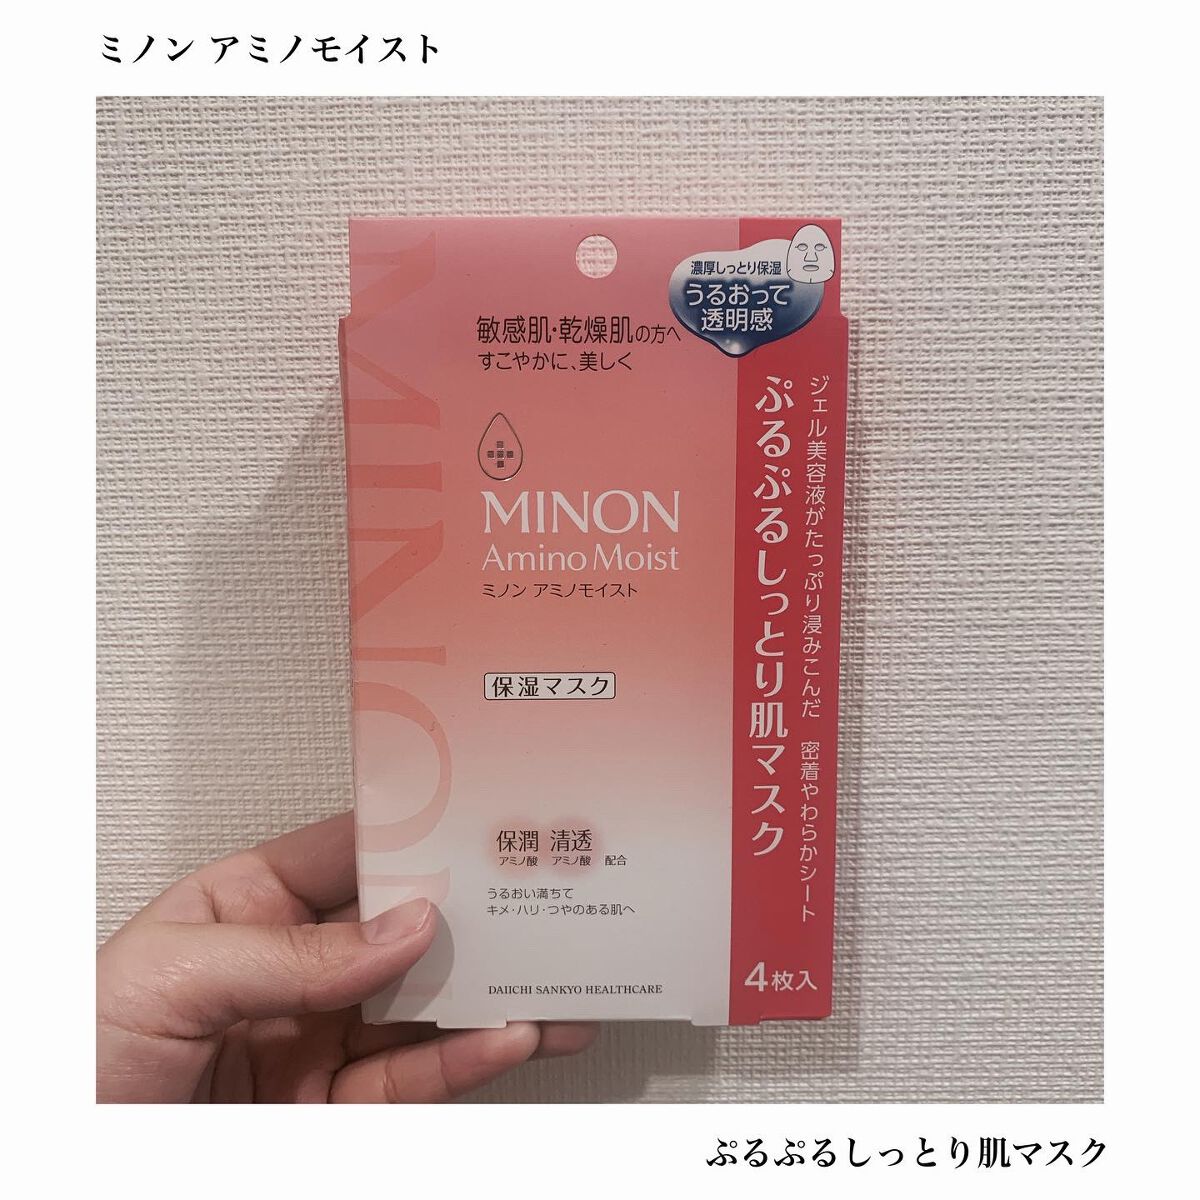 ミノン アミノモイスト
濃厚しっとり保湿
うるおって
透明感
敏感肌・乾燥肌の方へ
すこやかに、美しく
MINON
MINON
Amino Moist
ミノン アミノモイスト
保湿マスク
ジェル美容液がたっぷり浸みこんだ 密着やわらかシート
ぷるぷるしっとり肌マスク
保潤 清透
アミノ酸 アミノ酸 配合
うるおい満ちて
キメ・ハリ・つやのある肌へ
4枚入
DAIICHI SANKYO HEALTHCARE
ぷるぷるしっとり肌マスク